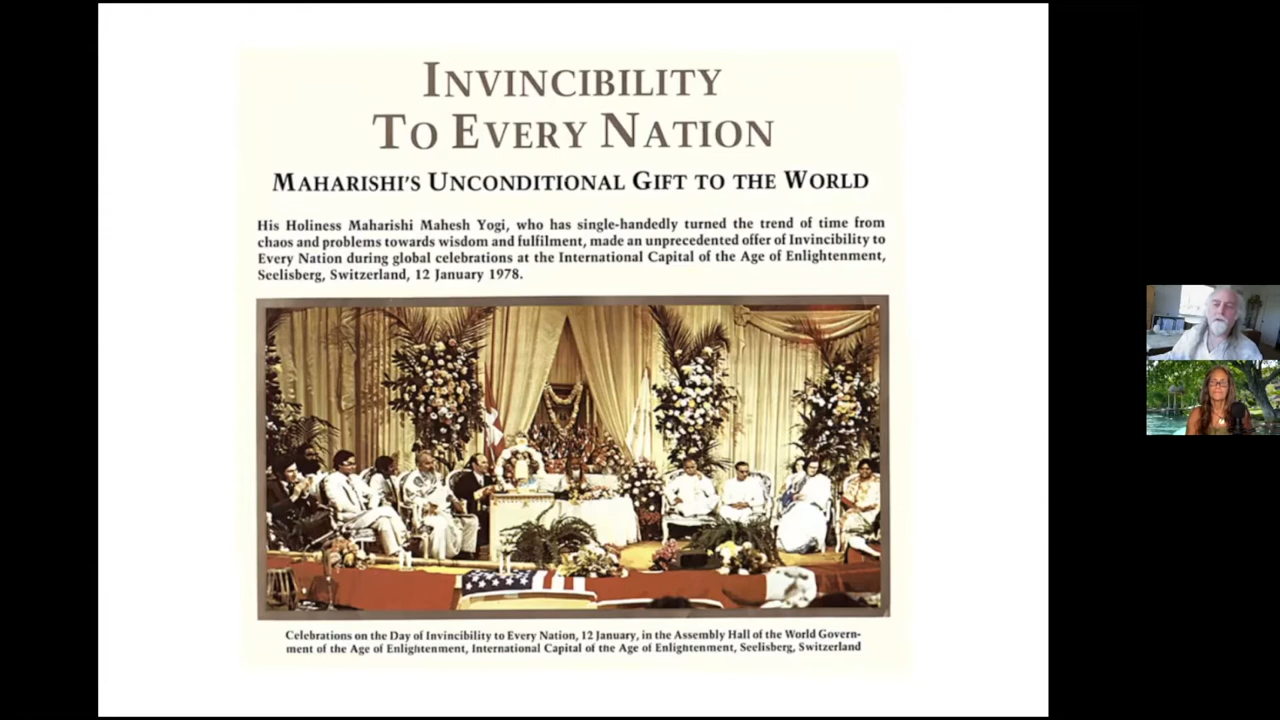 INVINCIBILITY
TO EVERY NATION
MAHARISHI'S UNCONDITIONAL GIFT TO THE WORLD
His Holiness Maharishi Mahesh Yogi, who has single-handedly turned the trend of time from
chaos and problems towards wisdom and fulfilment, made an unprecedented offer of Invincibility to
Every Nation during global celebrations at the International Capital of the Age of Enlightenment,
Seelisberg, Switzerland, 12 January 1978.
Celebrations on the Day of Invincibility to Every Nation, 12 January, in the Assembly Hall of the World Govern-
ment of the Age of Enlightenment, International Capital of the Age of Enlightenment, Seelisberg, Switzerland